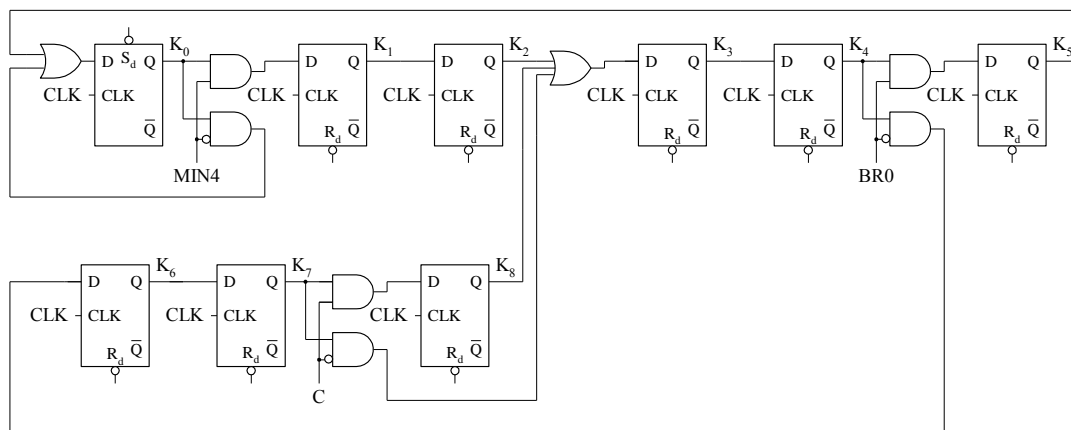 K0 K1 K2 K3 K4 K5
D Sd Q D Q D Q D Q D Q D Q
CLK CLK CLK CLK CLK CLK CLK CLK CLK CLK CLK CLK
Q̅ Rd Q̅ Rd Q̅ Rd Q̅ Rd Q̅ Rd Q̅
MIN4 BR0
K6 K7 K8
D Q D Q D Q
CLK CLK CLK CLK CLK CLK
Rd Q̅ Rd Q̅ Rd Q̅
C